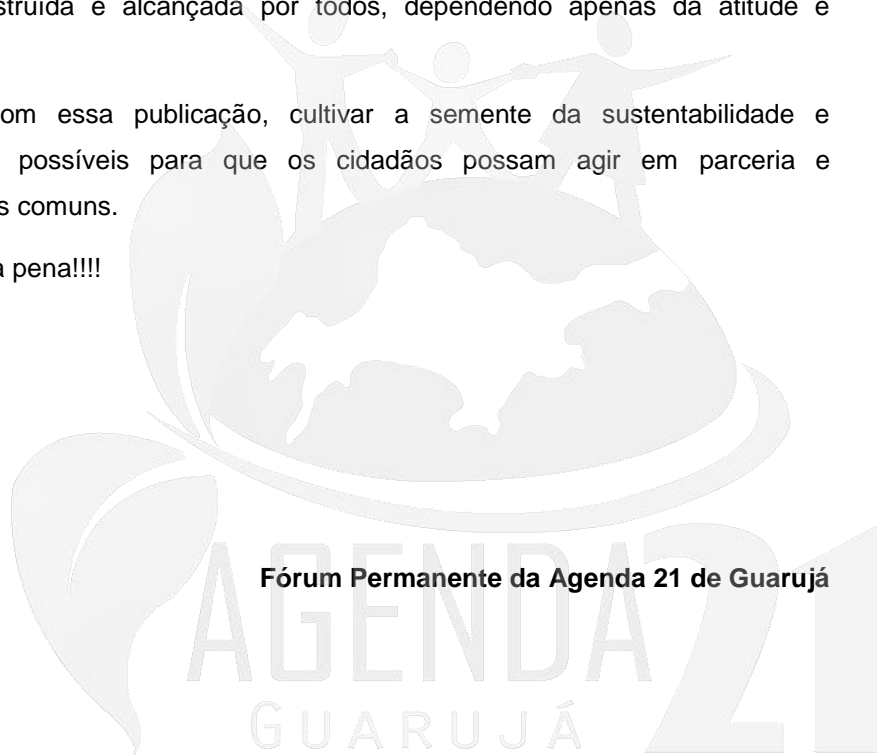 struída e alcançada por todos, dependendo apenas da atitude e
om essa publicação, cultivar a semente da sustentabilidade e
possíveis para que os cidadãos possam agir em parceria e
s comuns.
a pena!!!!
Fórum Permanente da Agenda 21 de Guarujá
AGENDA 21
GUARUJÁ